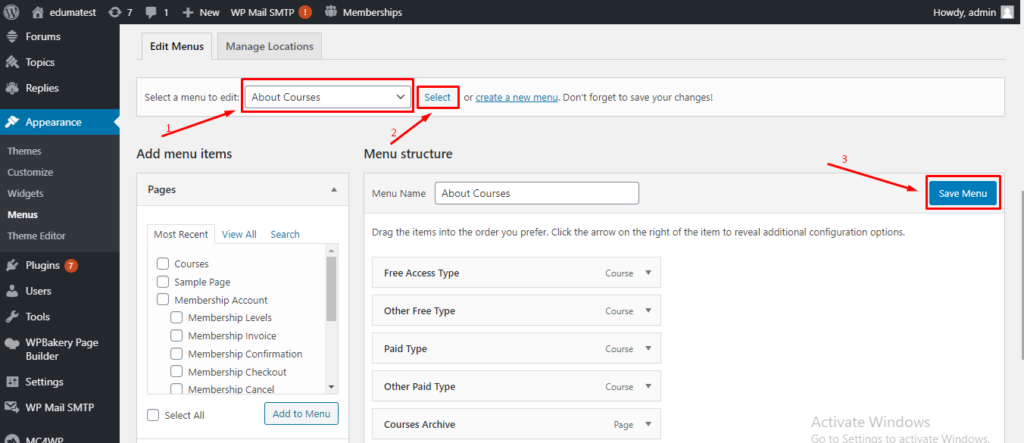 edumatest 7 1 New WP Mail SMTP ! Memberships Howdy, admin
Forums
Topics
Replies
Appearance
Themes
Customize
Widgets
Menus
Theme Editor
Plugins 7
Users
Tools
WPBakery Page
Builder
Settings
WP Mail SMTP
MC4WP
Edit Menus Manage Locations
Select a menu to edit: About Courses Select or create a new menu. Don't forget to save your changes!
1 2
Add menu items
Pages
Most Recent View All Search
Courses
Sample Page
Membership Account
Membership Levels
Membership Invoice
Membership Confirmation
Membership Checkout
Membership Cancel
Select All Add to Menu
Menu structure
3
Menu Name About Courses Save Menu
Drag the items into the order you prefer. Click the arrow on the right of the item to reveal additional configuration options.
Free Access Type Course
Other Free Type Course
Paid Type Course
Other Paid Type Course
Courses Archive Page
Activate Windows
Go to Settings to activate Windows.